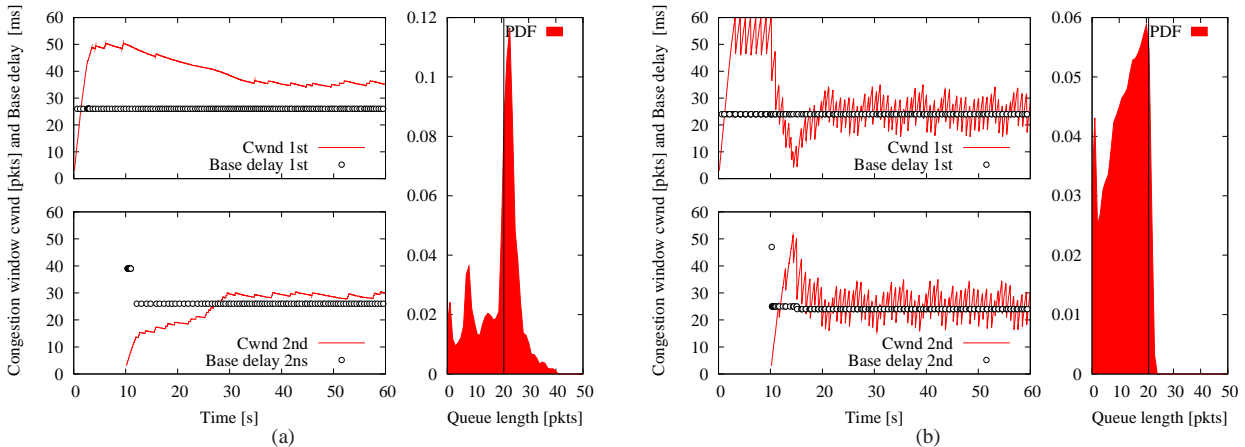 Congestion window cwnd [pkts] and Base delay [ms]
60
50
40
30
20
10
0
Cwnd 1st
Base delay 1st
60
50
40
30
20
10
0
0 10 20 30 40 50 60
Cwnd 2nd
Base delay 2ns
Time [s]
0.12
0.1
0.08
0.06
0.04
0.02
0
PDF
0 10 20 30 40 50
Queue length [pkts]
(a)
Congestion window cwnd [pkts] and Base delay [ms]
60
50
40
30
20
10
0
Cwnd 1st
Base delay 1st
60
50
40
30
20
10
0
0 10 20 30 40 50 60
Cwnd 2nd
Base delay 2nd
Time [s]
0.06
0.05
0.04
0.03
0.02
0.01
0
PDF
0 10 20 30 40 50
Queue length [pkts]
(b)